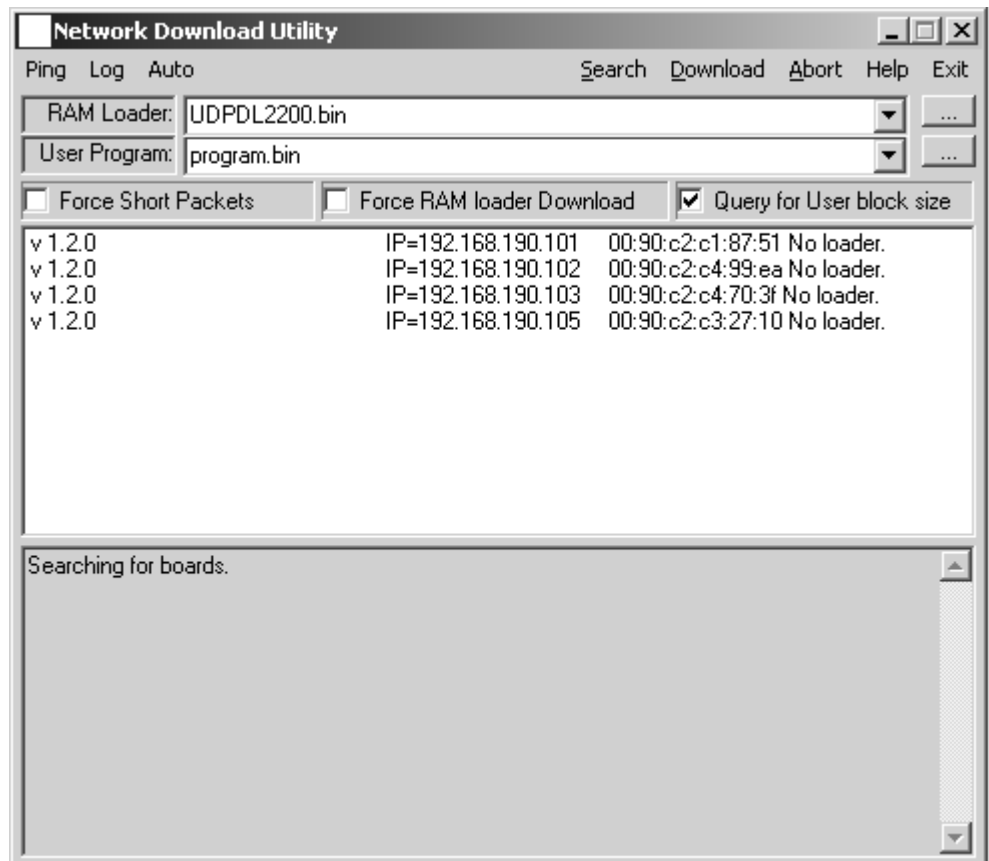 Network Download Utility
Ping Log Auto Search Download Abort Help Exit
RAM Loader: UDPDL2200.bin ...
User Program: program.bin ...
Force Short Packets Force RAM loader Download Query for User block size
v 1.2.0 IP=192.168.190.101 00:90:c2:c1:87:51 No loader.
v 1.2.0 IP=192.168.190.102 00:90:c2:c4:99:ea No loader.
v 1.2.0 IP=192.168.190.103 00:90:c2:c4:70:3f No loader.
v 1.2.0 IP=192.168.190.105 00:90:c2:c3:27:10 No loader.
Searching for boards.